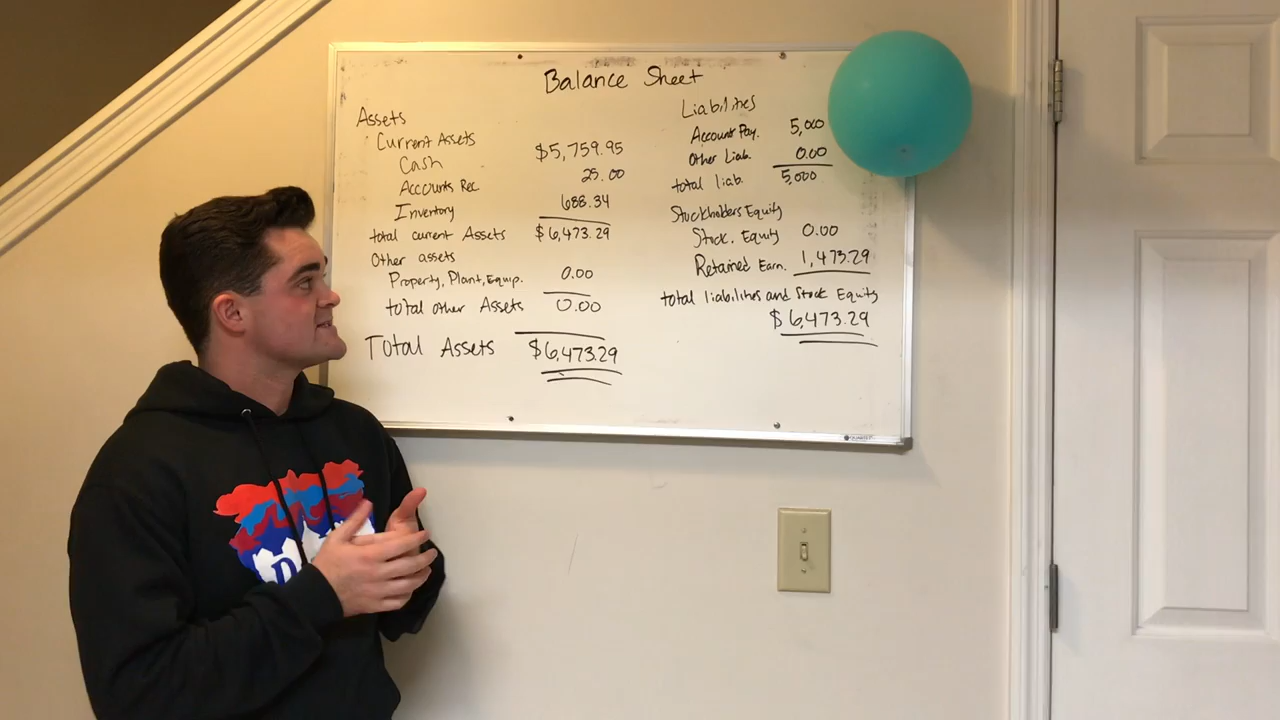 Balance Sheet
Assets
Current Assets
Cash $5,759.95
Accounts Rec 25.00
Inventory 688.34
total current Assets $6,473.29
Other assets
Property, Plant, Equip. 0.00
total other Assets 0.00
Total Assets $6,473.29
Liabilities
Account Pay. 5,000
Other Liab. 0.00
total liab. 5,000
Stockholders Equity
Stock. Equity 0.00
Retained Earn. 1,473.29
total liabilities and Stock Equity
$6,473.29
QUARTET